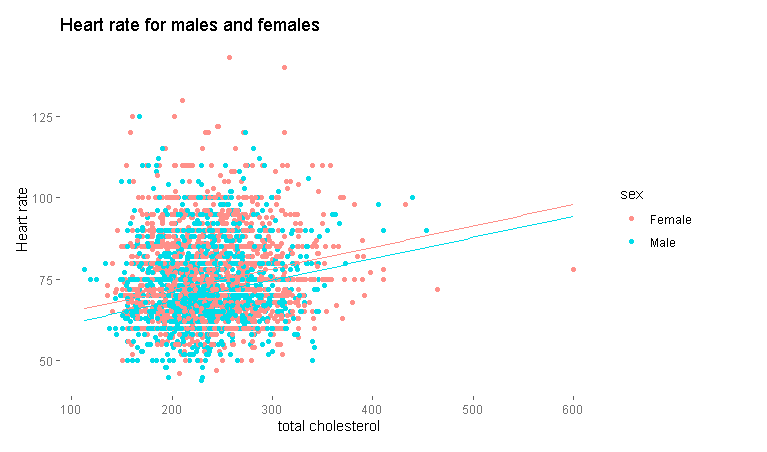 Heart rate for males and females
Heart rate
125
100
75
50
100 200 300 400 500 600
total cholesterol
sex
Female
Male